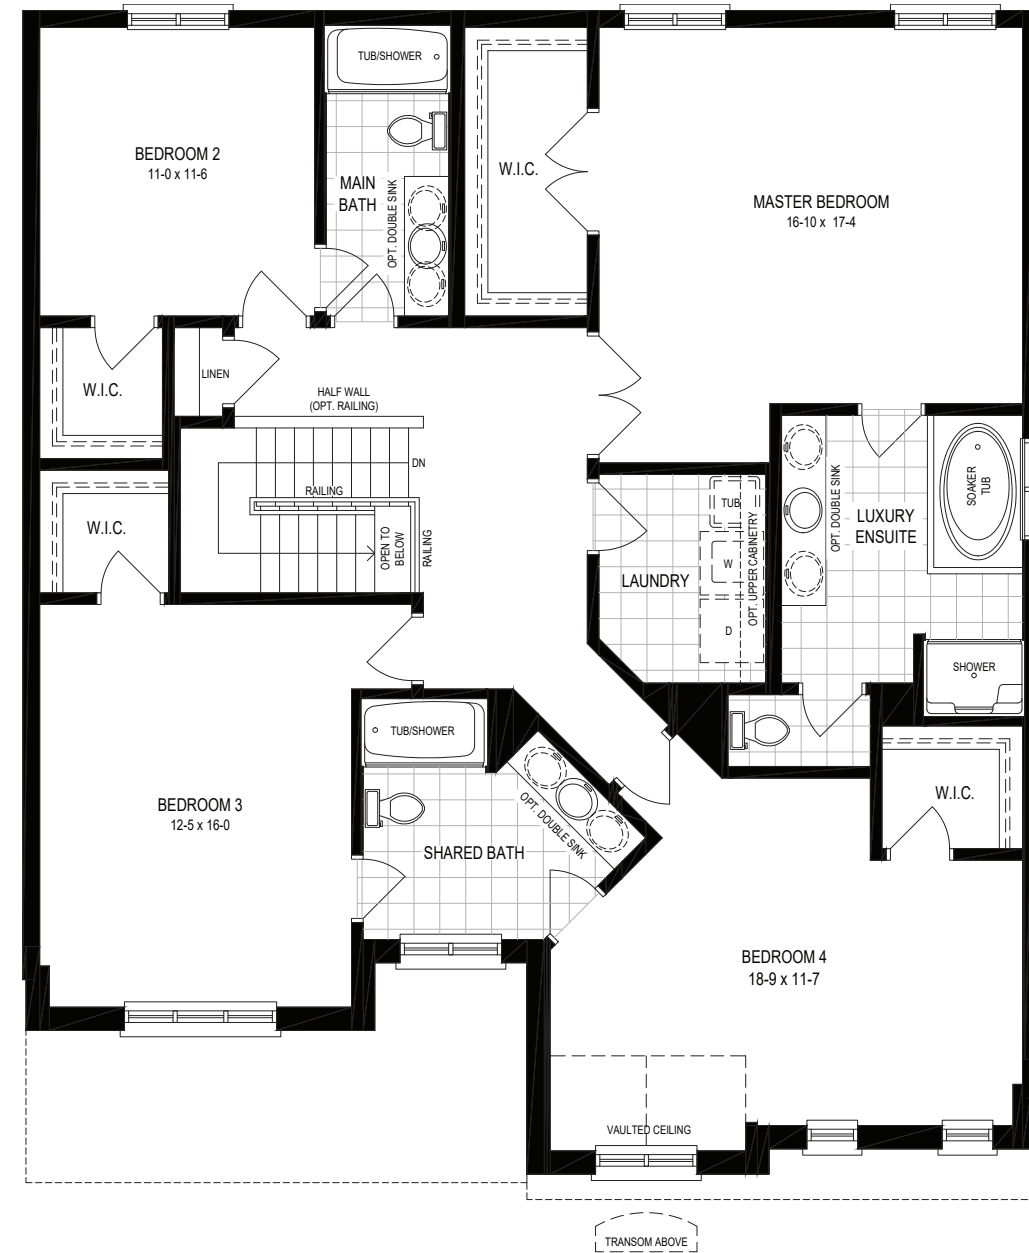 TUB/SHOWER
BEDROOM 2
11-0 x 11-6
MAIN
BATH
OPT. DOUBLE SINK
W.I.C.
MASTER BEDROOM
16-10 x 17-4
W.I.C.
LINEN
HALF WALL
(OPT. RAILING)
DN
RAILING
W.I.C.
OPEN TO
BELOW
RAILING
TUB
W
D
OPT. UPPER CABINETRY
LAUNDRY
OPT. DOUBLE SINK
LUXURY
ENSUITE
SOAKER
TUB
SHOWER
TUB/SHOWER
BEDROOM 3
12-5 x 16-0
OPT. DOUBLE SINK
SHARED BATH
W.I.C.
BEDROOM 4
18-9 x 11-7
VAULTED CEILING
TRANSOM ABOVE